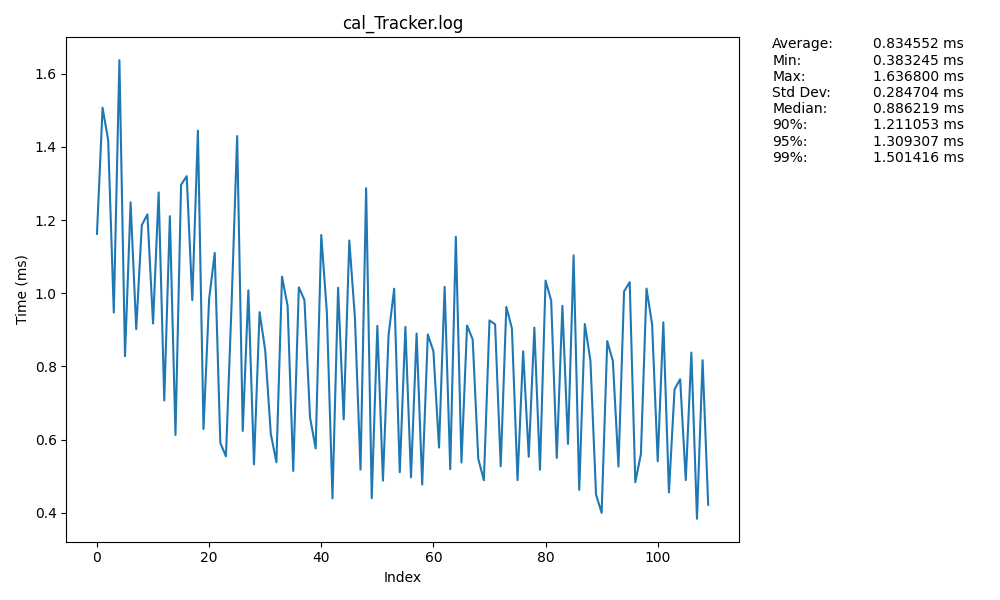 cal_Tracker.log
Time (ms)
1.6
1.4
1.2
1.0
0.8
0.6
0.4
0
20
40
60
80
100
Index
Average: 0.834552 ms
Min: 0.383245 ms
Max: 1.636800 ms
Std Dev: 0.284704 ms
Median: 0.886219 ms
90%: 1.211053 ms
95%: 1.309307 ms
99%: 1.501416 ms